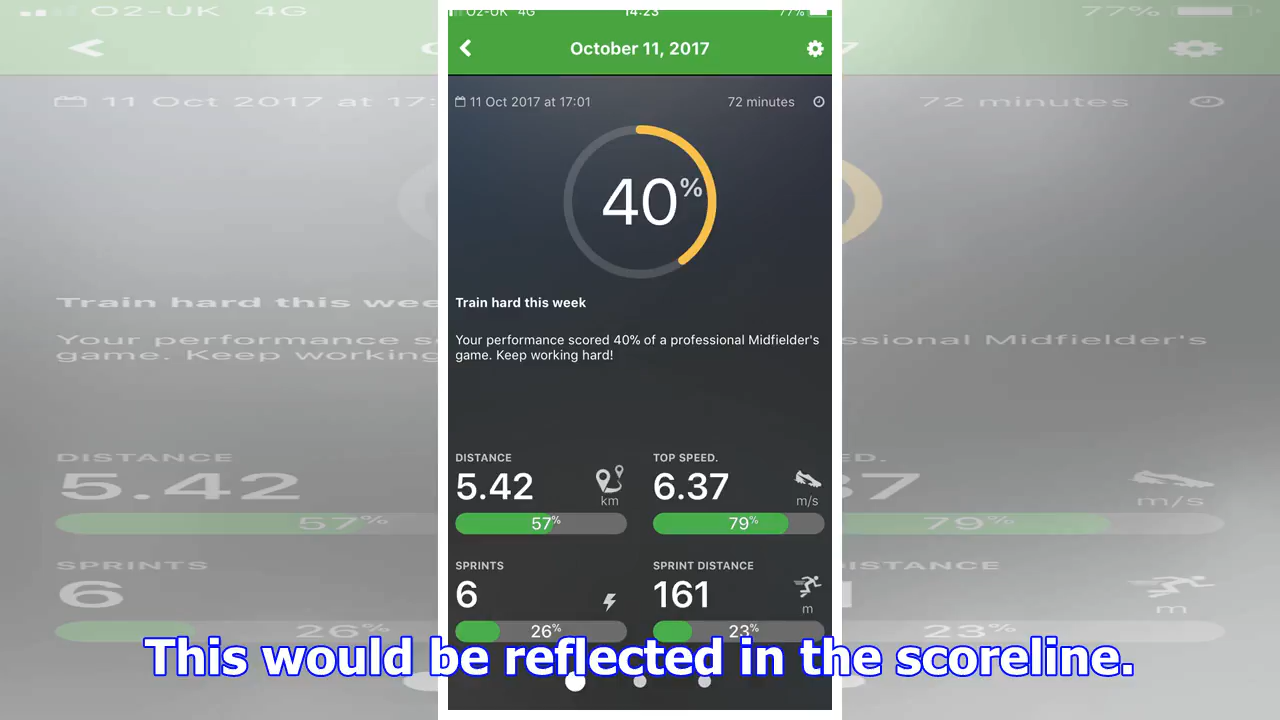 O2-UK 4G 14:23 77%
October 11, 2017
11 Oct 2017 at 17:01 72 minutes
40%
Train hard this week
Your performance scored 40% of a professional Midfielder's
game. Keep working hard!
DISTANCE TOP SPEED.
5.42 km 6.37 m/s
57% 79%
SPRINTS SPRINT DISTANCE
6 161 m
26% 23%
This would be reflected in the scoreline.